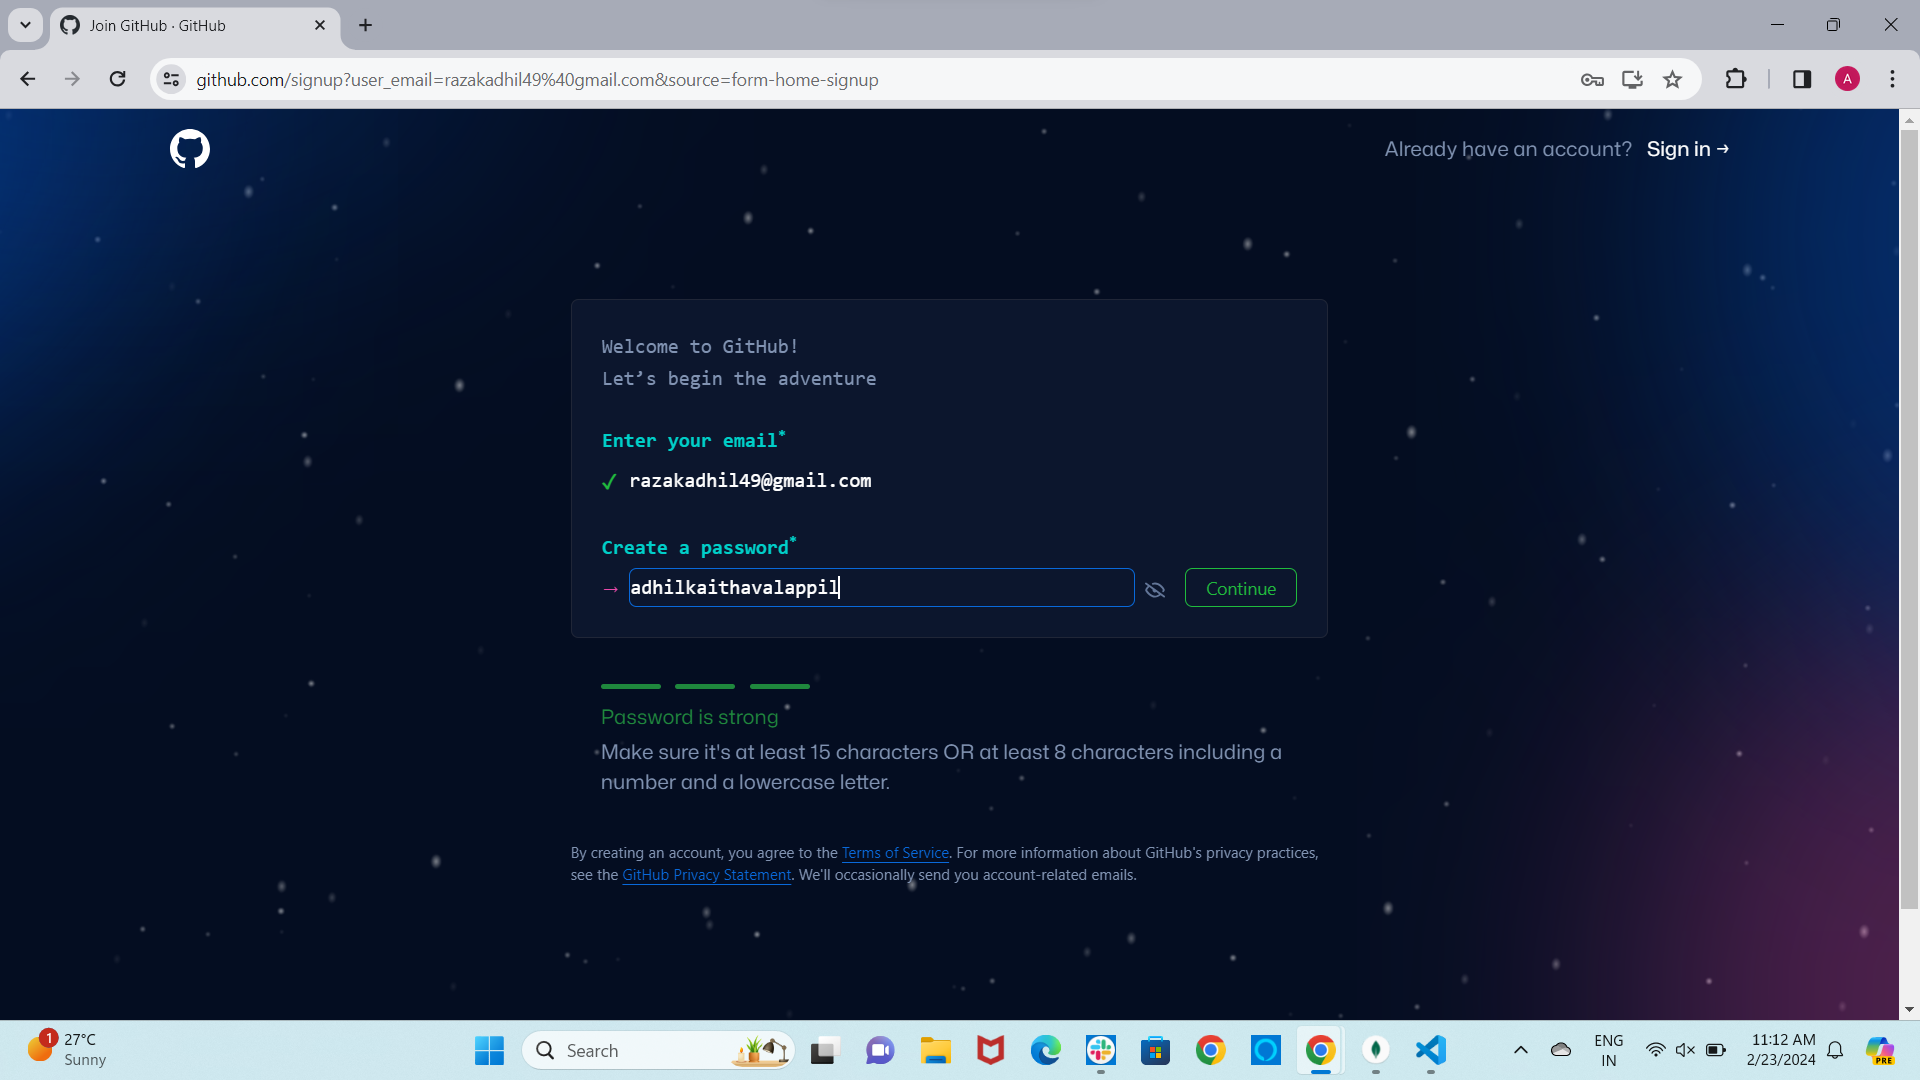 Join GitHub · GitHub
github.com/signup?user_email=razakadhil49%40gmail.com&source=form-home-signup
A
Already have an account? Sign in →
Welcome to GitHub!
Let’s begin the adventure
Enter your email*
✓ razakadhil49@gmail.com
Create a password*
→ adhilkaithavalappil
Continue
Password is strong
Make sure it's at least 15 characters OR at least 8 characters including a
number and a lowercase letter.
By creating an account, you agree to the Terms of Service. For more information about GitHub's privacy practices,
see the GitHub Privacy Statement. We'll occasionally send you account-related emails.
1
27°C
Sunny
Search
ENG
IN
11:12 AM
2/23/2024
PRE